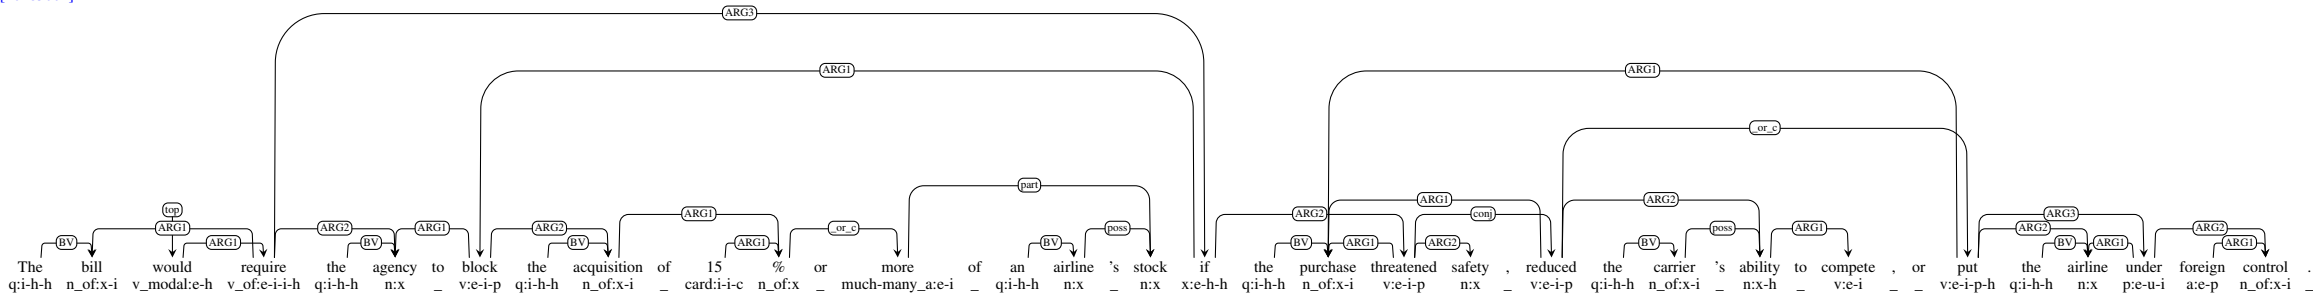 ARG3
ARG1 ARG1
_or_c
part
top ARG1 ARG2 ARG1 ARG2 ARG1 _or_c poss ARG2 ARG1 conj ARG2 poss ARG1 ARG3 ARG2 ARG2
BV ARG1 BV BV ARG1 BV BV ARG1 ARG2 BV BV ARG1 ARG1
The bill would require the agency to block the acquisition of 15 % or more of an airline 's stock if the purchase threatened safety , reduced the carrier 's ability to compete , or put the airline under foreign control .
q:i-h-h n_of:x-i v_modal:e-h v_of:e-i-i-h q:i-h-h n:x _ v:e-i-p q:i-h-h n_of:x-i _ card:i-i-c n_of:x _ much-many_a:e-i _ q:i-h-h n:x _ n:x x:e-h-h q:i-h-h n_of:x-i v:e-i-p n:x _ v:e-i-p q:i-h-h n_of:x-i _ n:x-h _ v:e-i _ _ v:e-i-p-h q:i-h-h n:x p:e-u-i a:e-p n_of:x-i _